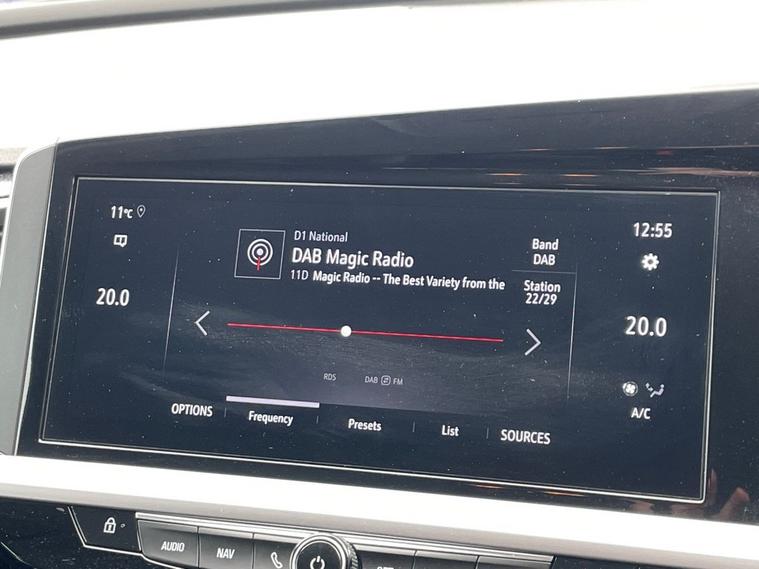 11°C
12:55
D1 National
DAB Magic Radio
11D Magic Radio -- The Best Variety from the
Band
DAB
Station
22/29
20.0
20.0
RDS
DAB FM
A/C
OPTIONS
Frequency
Presets
List
SOURCES
AUDIO
NAV